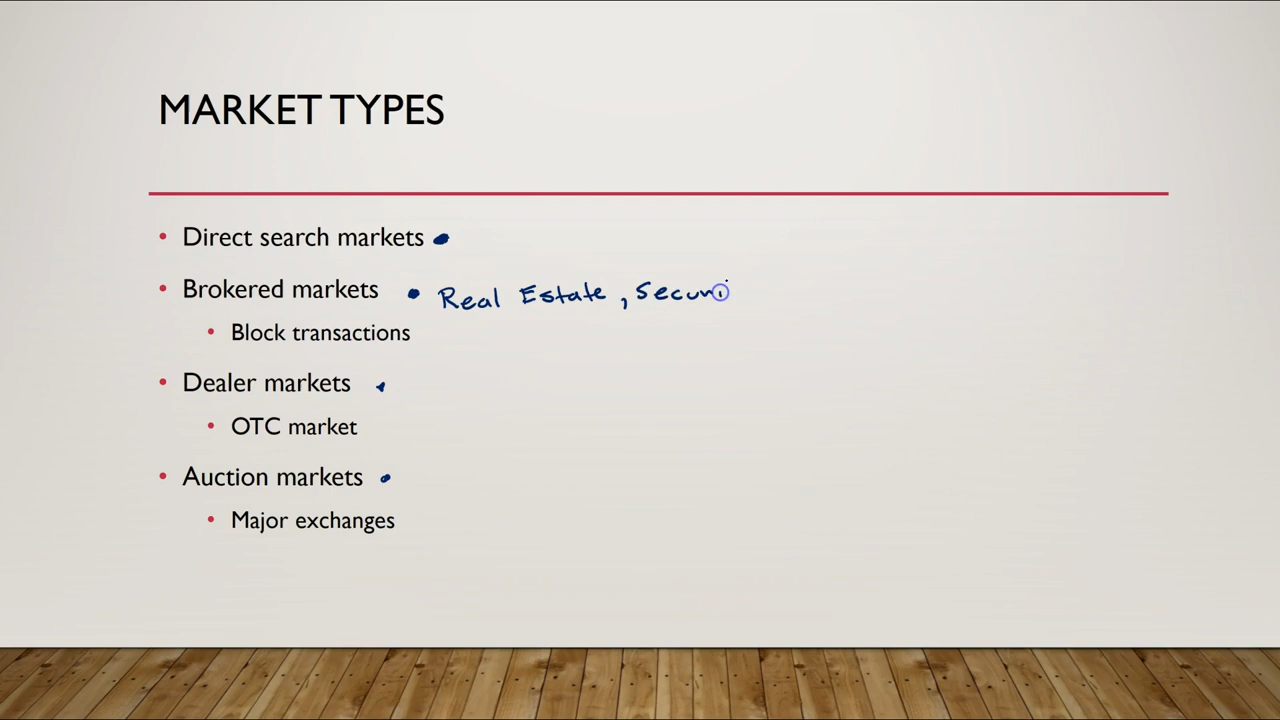 MARKET TYPES
• Direct search markets
• Brokered markets • Real Estate, Securi
• Block transactions
• Dealer markets
• OTC market
• Auction markets
• Major exchanges